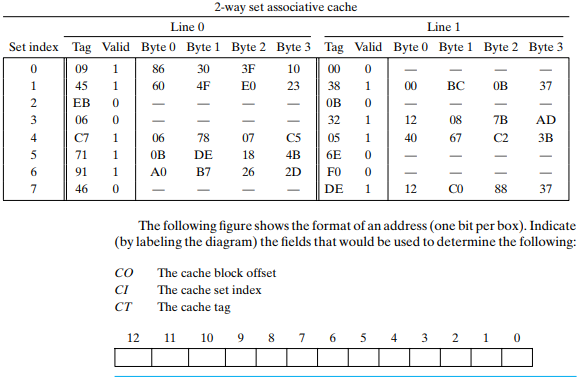 2-way set associative cache
Line 0 Line 1
Set index Tag Valid Byte 0 Byte 1 Byte 2 Byte 3 Tag Valid Byte 0 Byte 1 Byte 2 Byte 3
0 09 1 86 30 3F 10 00 0 — — — —
1 45 1 60 4F E0 23 38 1 00 BC 0B 37
2 EB 0 — — — — 0B 0 — — — —
3 06 0 — — — — 32 1 12 08 7B AD
4 C7 1 06 78 07 C5 05 1 40 67 C2 3B
5 71 1 0B DE 18 4B 6E 0 — — — —
6 91 1 A0 B7 26 2D F0 0 — — — —
7 46 0 — — — — DE 1 12 C0 88 37
The following figure shows the format of an address (one bit per box). Indicate
(by labeling the diagram) the fields that would be used to determine the following:
CO The cache block offset
CI The cache set index
CT The cache tag
12 11 10 9 8 7 6 5 4 3 2 1 0